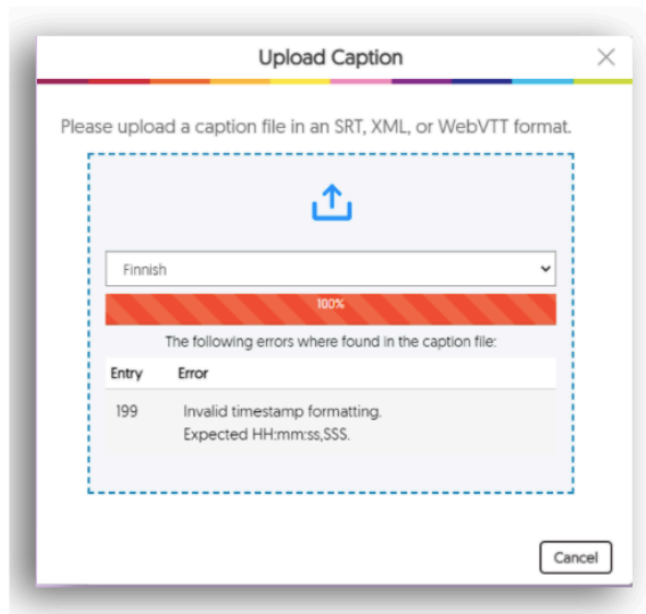 Upload Caption
Please upload a caption file in an SRT, XML, or WebVTT format.
Finnish
100%
The following errors where found in the caption file:
Entry Error
199 Invalid timestamp formatting.
Expected HH:mm:ss,SSS.
Cancel